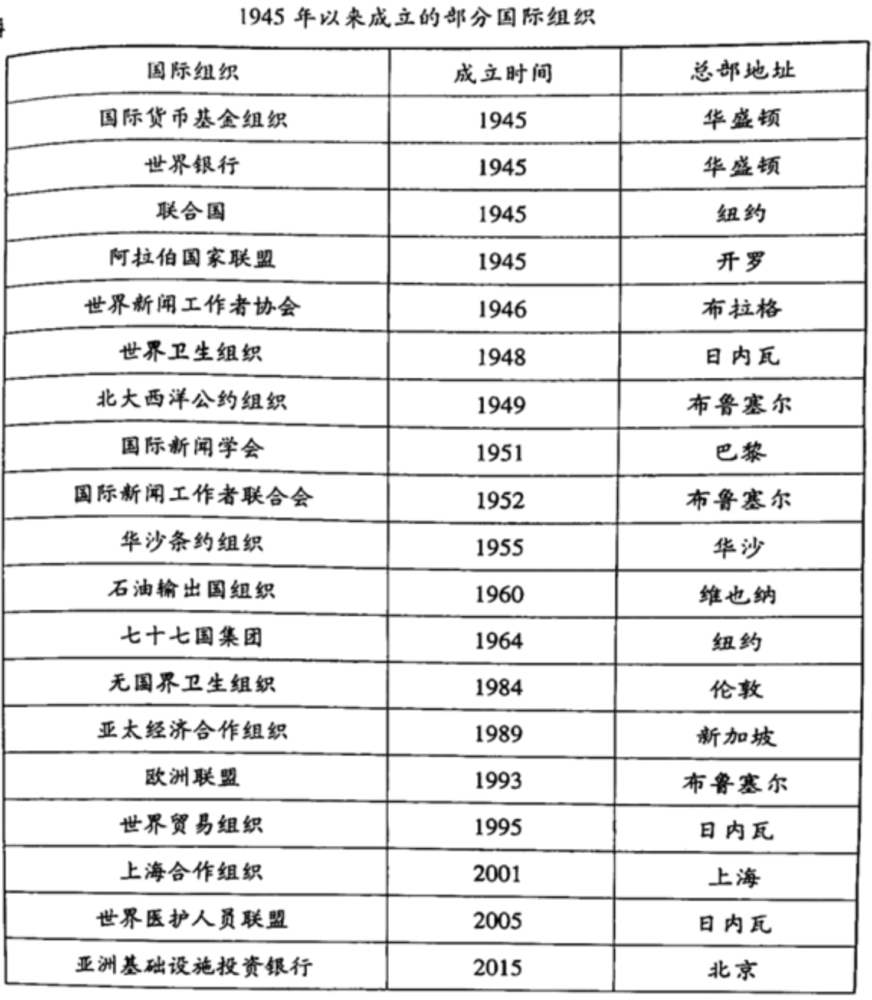 1945 年以来成立的部分国际组织
国际组织 成立时间 总部地址
国际货币基金组织 1945 华盛顿
世界银行 1945 华盛顿
联合国 1945 纽约
阿拉伯国家联盟 1945 开罗
世界新闻工作者协会 1946 布拉格
世界卫生组织 1948 日内瓦
北大西洋公约组织 1949 布鲁塞尔
国际新闻学会 1951 巴黎
国际新闻工作者联合会 1952 布鲁塞尔
华沙条约组织 1955 华沙
石油输出国组织 1960 维也纳
七十七国集团 1964 纽约
无国界卫生组织 1984 伦敦
亚太经济合作组织 1989 新加坡
欧洲联盟 1993 布鲁塞尔
世界贸易组织 1995 日内瓦
上海合作组织 2001 上海
世界医护人员联盟 2005 日内瓦
亚洲基础设施投资银行 2015 北京